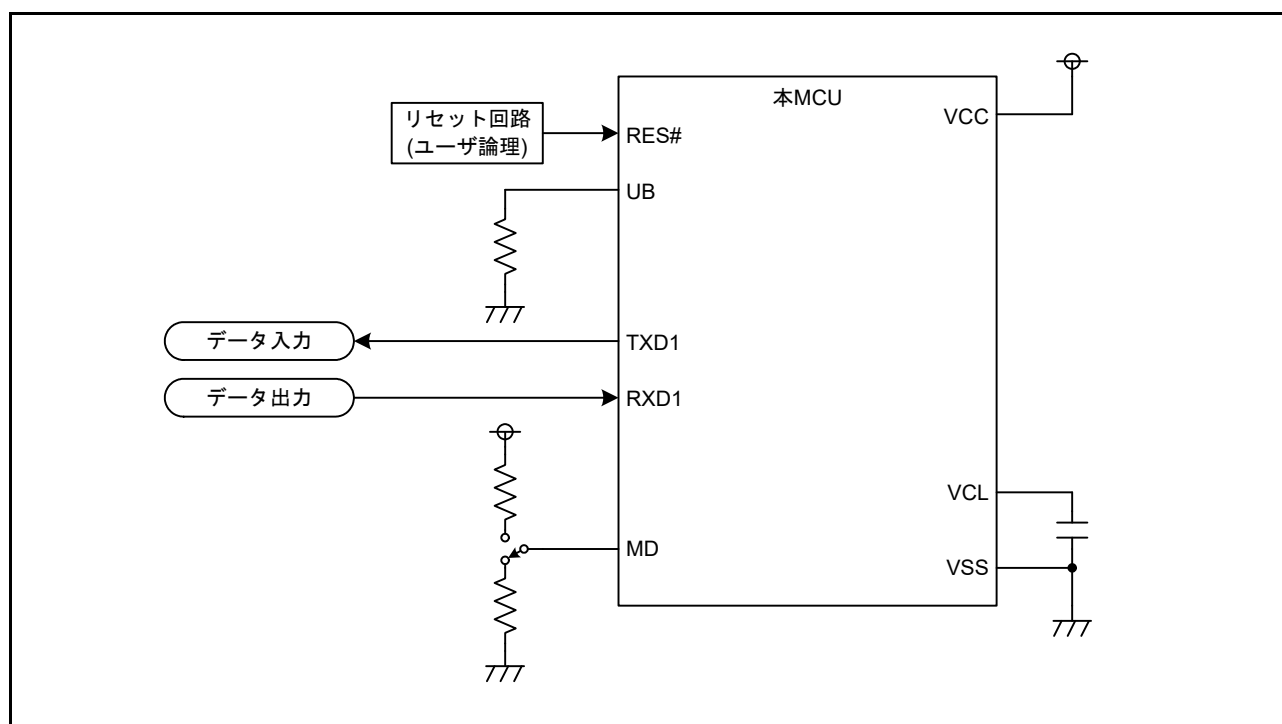 本MCU
VCC
リセット回路
(ユーザ論理)
RES#
UB
データ入力
TXD1
データ出力
RXD1
VCL
MD
VSS